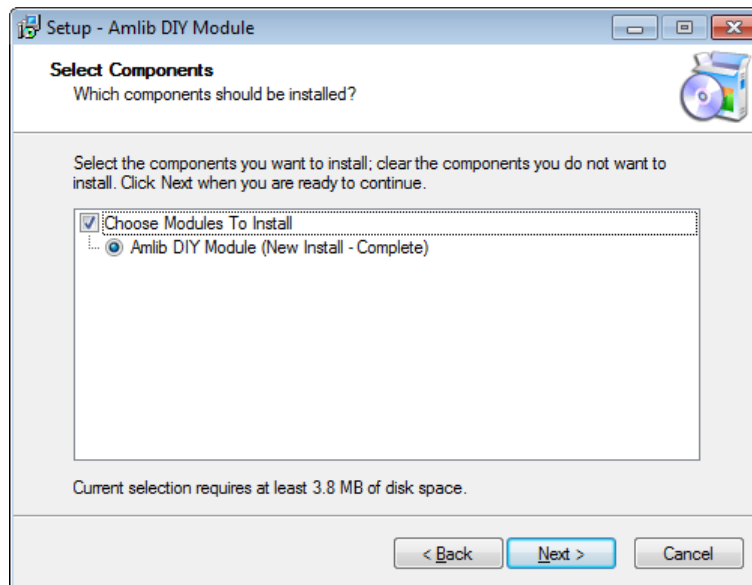 Setup - Amlib DIY Module
Select Components
Which components should be installed?
Select the components you want to install; clear the components you do not want to
install. Click Next when you are ready to continue.
Choose Modules To Install
Amlib DIY Module (New Install - Complete)
Current selection requires at least 3.8 MB of disk space.
< Back Next > Cancel